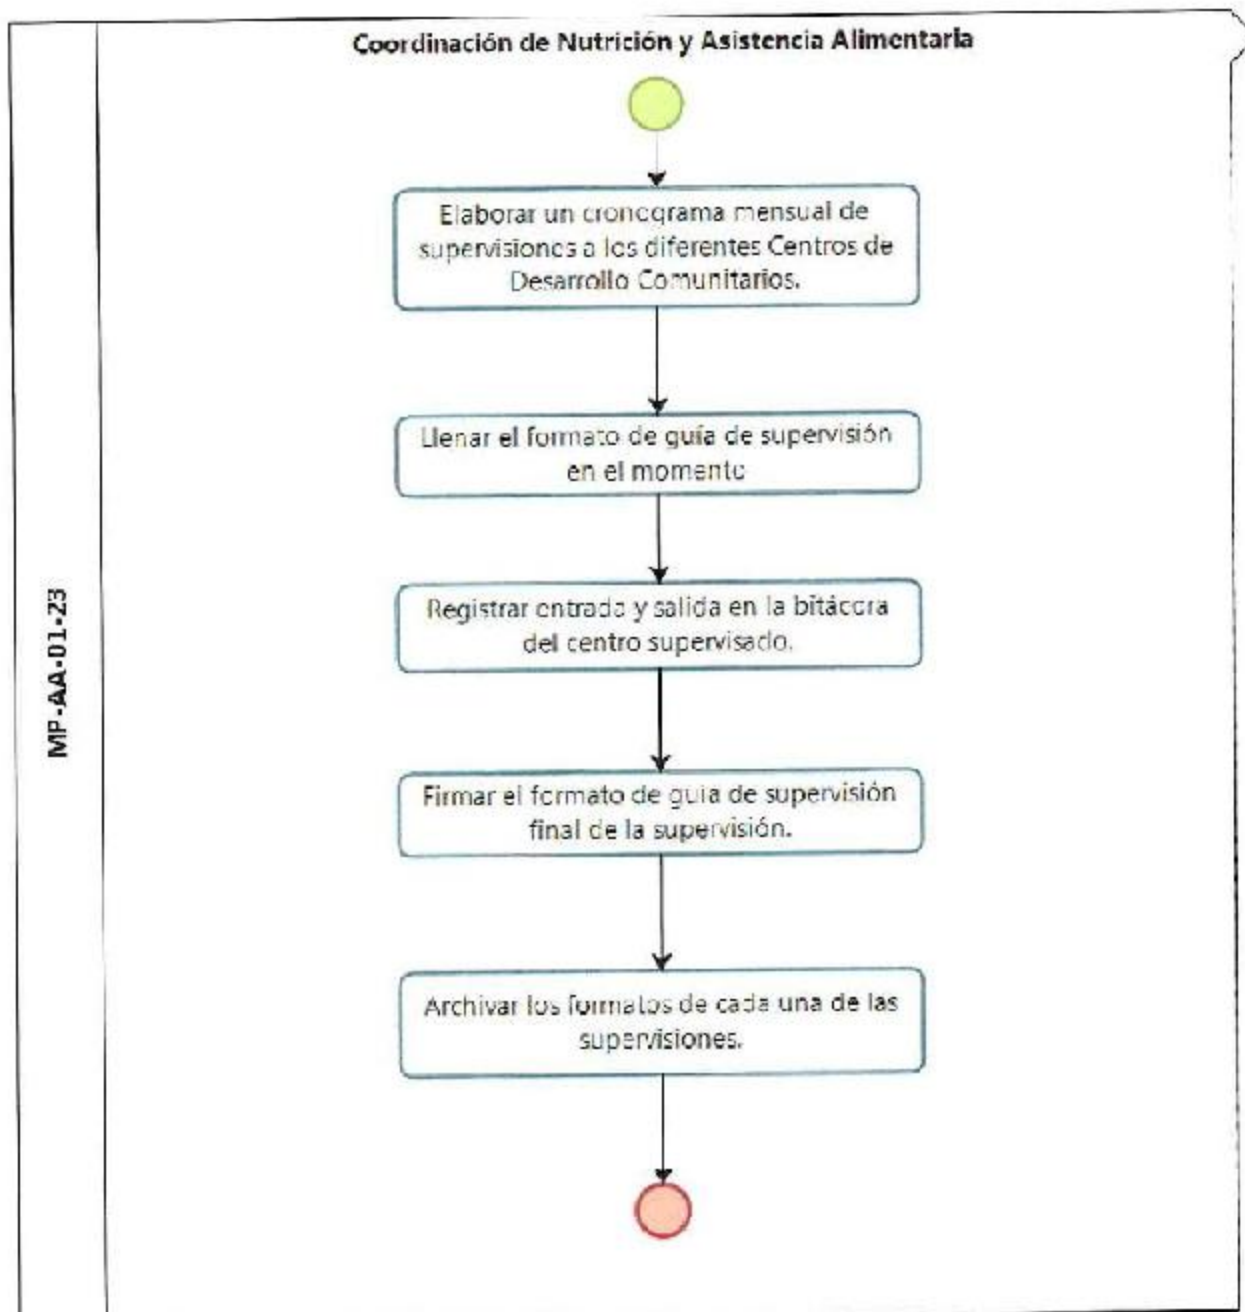 Coordinación de Nutrición y Asistencia Alimentaria
MP-AA-01-23
Elaborar un cronograma mensual de
supervisiones a los diferentes Centros de
Desarrollo Comunitarios.
Llenar el formato de guía de supervisión
en el momento
Registrar entrada y salida en la bitácora
del centro supervisado.
Firmar el formato de guia de supervisión
final de la supervisión.
Archivar los formatos de cada una de las
supervisiones.